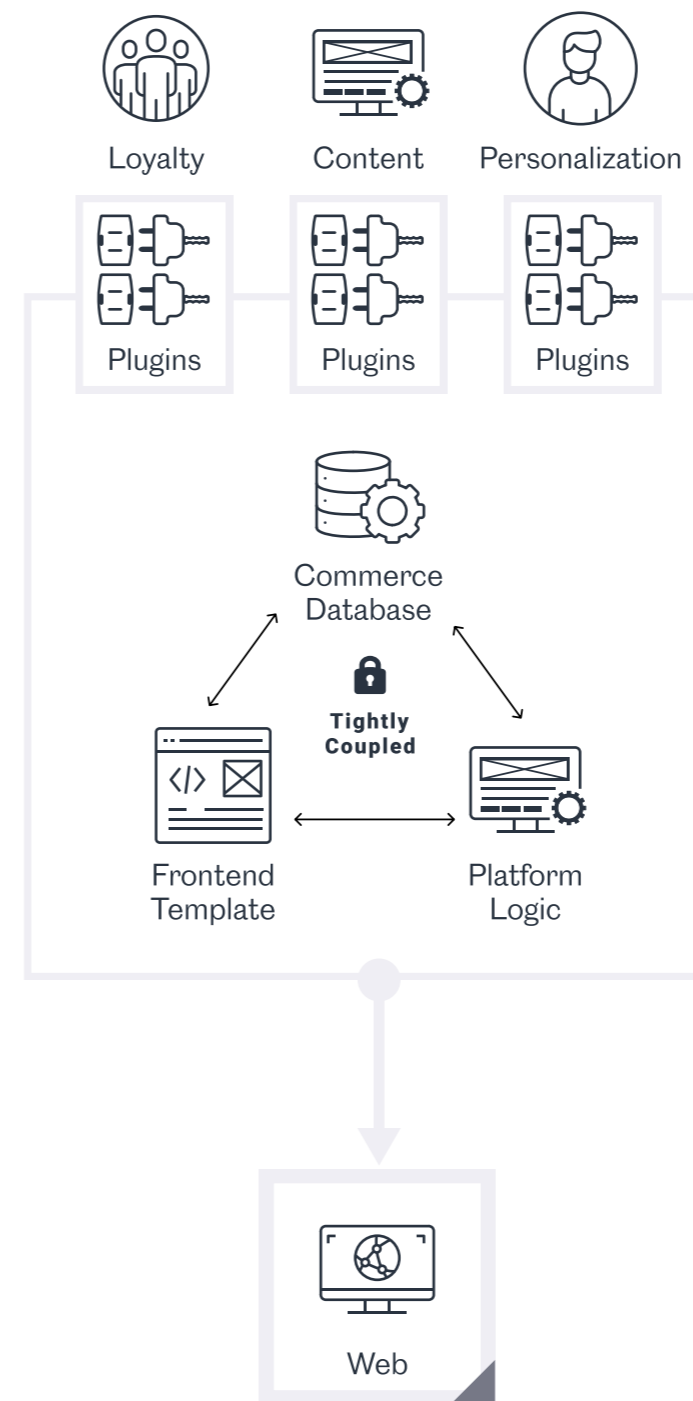 Loyalty
Content
Personalization
Plugins
Plugins
Plugins
Commerce
Database
Tightly
Coupled
Frontend
Template
Platform
Logic
Web